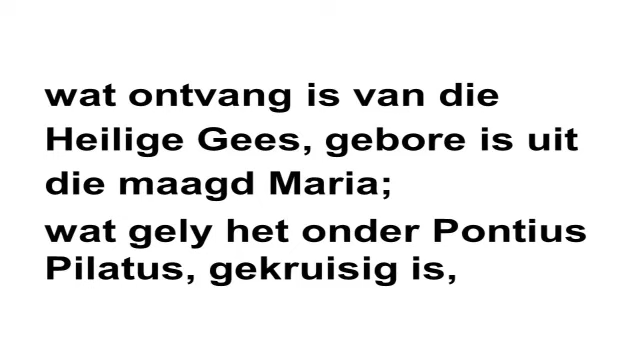 wat ontvang is van die
Heilige Gees, gebore is uit
die maagd Maria;
wat gely het onder Pontius
Pilatus, gekruisig is,